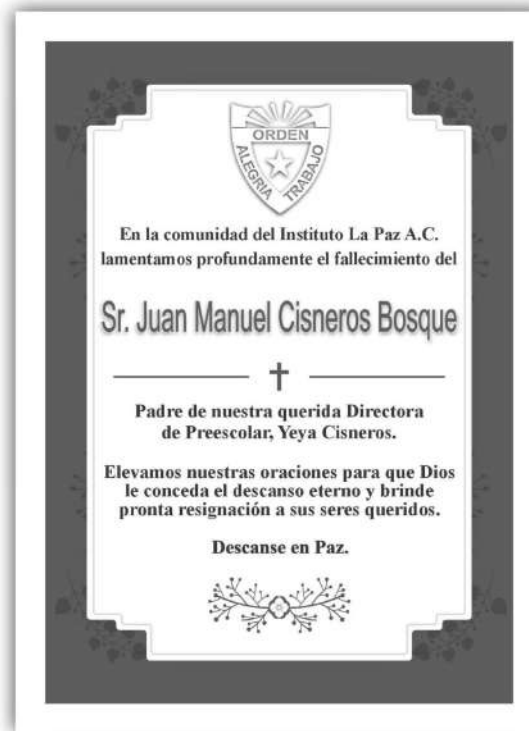 ORDEN
ALEGRIA TRABAJO
En la comunidad del Instituto La Paz A.C.
lamentamos profundamente el fallecimiento del
Sr. Juan Manuel Cisneros Bosque
Padre de nuestra querida Directora
de Preescolar, Yeya Cisneros.
Elevamos nuestras oraciones para que Dios
le conceda el descanso eterno y brinde
pronta resignación a sus seres queridos.
Descanse en Paz.